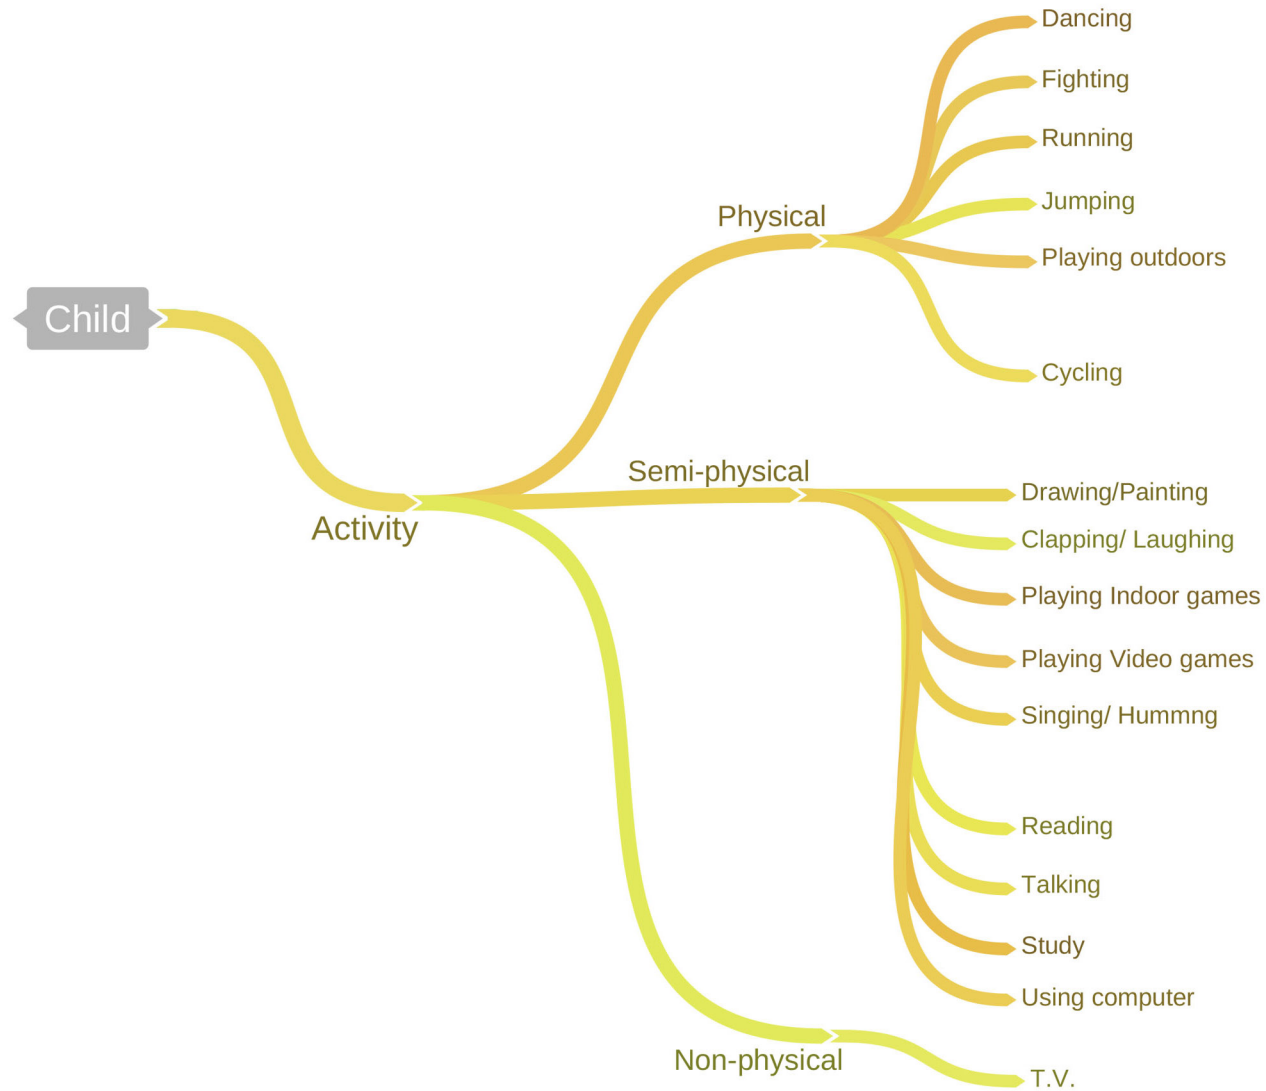 Child
Activity
Physical
Dancing
Fighting
Running
Jumping
Playing outdoors
Cycling
Semi-physical
Drawing/Painting
Clapping/ Laughing
Playing Indoor games
Playing Video games
Singing/ Hummng
Reading
Talking
Study
Using computer
Non-physical
T.V.